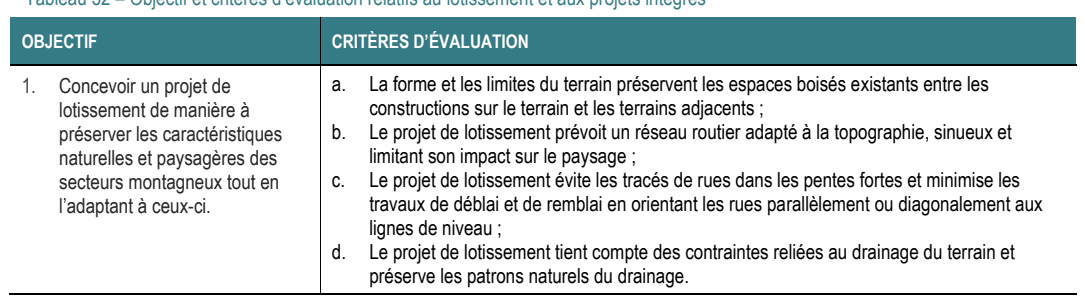 Tableau 52 – Objectif et critères d'évaluation relatifs au lotissement et aux projets intégrés
OBJECTIF
CRITÈRES D'ÉVALUATION
1. Concevoir un projet de
lotissement de manière à
préserver les caractéristiques
naturelles et paysagères des
secteurs montagneux tout en
l'adaptant à ceux-ci.
a. La forme et les limites du terrain préservent les espaces boisés existants entre les
constructions sur le terrain et les terrains adjacents ;
b. Le projet de lotissement prévoit un réseau routier adapté à la topographie, sinueux et
limitant son impact sur le paysage ;
c. Le projet de lotissement évite les tracés de rues dans les pentes fortes et minimise les
travaux de déblai et de remblai en orientant les rues parallèlement ou diagonalement aux
lignes de niveau ;
d. Le projet de lotissement tient compte des contraintes reliées au drainage du terrain et
préserve les patrons naturels du drainage.